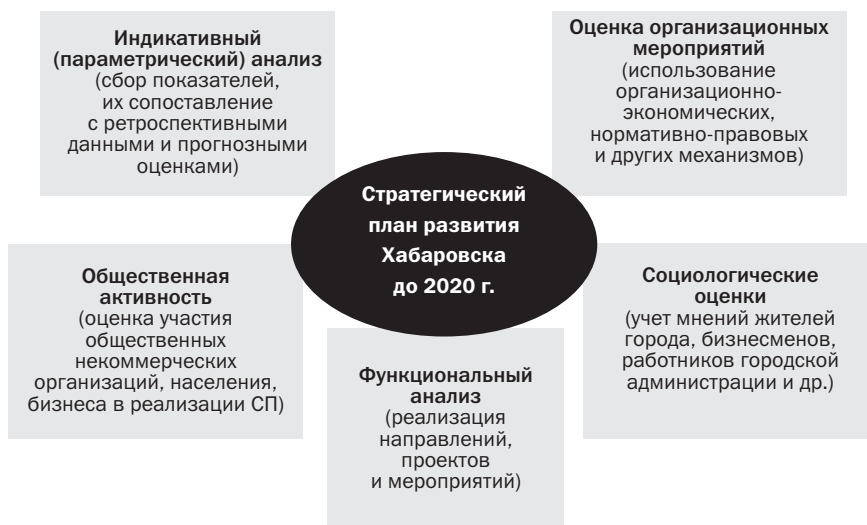 Индикативный
(параметрический) анализ
(сбор показателей,
их сопоставление
с ретроспективными
данными и прогнозными
оценками)
Оценка организационных
мероприятий
(использование
организационно-
экономических,
нормативно-правовых
и других механизмов)
Стратегический
план развития
Хабаровска
до 2020 г.
Общественная
активность
(оценка участия
общественных
некоммерческих
организаций, населения,
бизнеса в реализации СП)
Функциональный
анализ
(реализация
направлений,
проектов
и мероприятий)
Социологические
оценки
(учет мнений жителей
города, бизнесменов,
работников городской
администрации и др.)